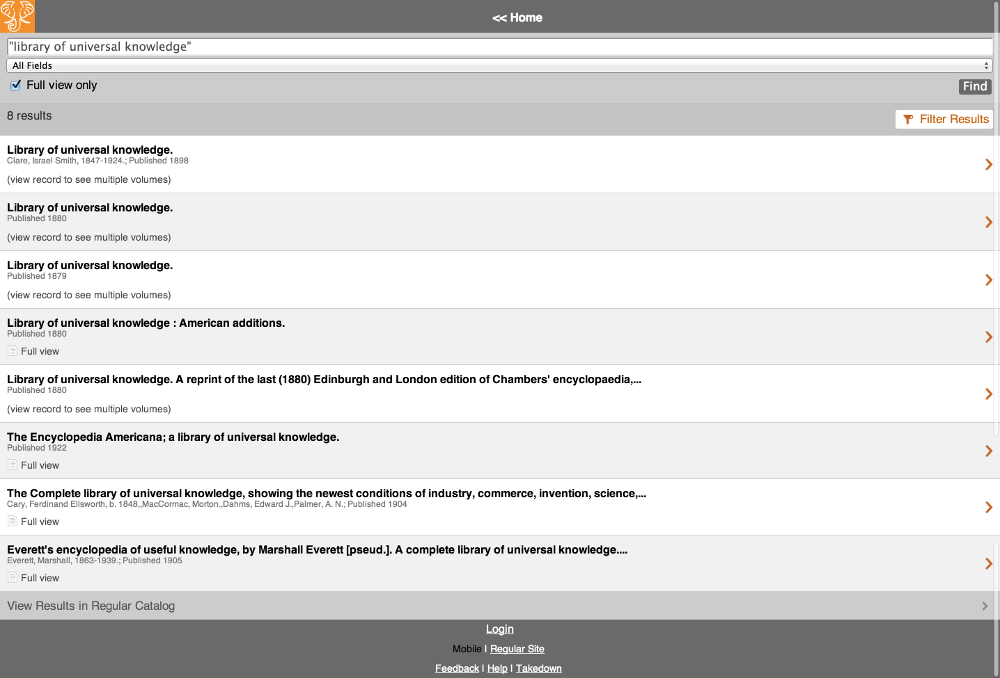 << Home
"library of universal knowledge"
All Fields
Full view only
Find
8 results
Filter Results
Library of universal knowledge.
Clare, Israel Smith, 1847-1924.; Published 1898
(view record to see multiple volumes)
Library of universal knowledge.
Published 1880
(view record to see multiple volumes)
Library of universal knowledge.
Published 1879
(view record to see multiple volumes)
Library of universal knowledge : American additions.
Published 1880
Full view
Library of universal knowledge. A reprint of the last (1880) Edinburgh and London edition of Chambers' encyclopaedia,...
Published 1880
(view record to see multiple volumes)
The Encyclopedia Americana; a library of universal knowledge.
Published 1922
Full view
The Complete library of universal knowledge, showing the newest conditions of industry, commerce, invention, science,...
Cary, Ferdinand Ellsworth, b. 1848,,MacCormac, Morton.,Dahms, Edward J.,Palmer, A. N.; Published 1904
Full view
Everett's encyclopedia of useful knowledge, by Marshall Everett [pseud.]. A complete library of universal knowledge....
Everett, Marshall, 1863-1939.; Published 1905
Full view
View Results in Regular Catalog
Login
Mobile | Regular Site
Feedback | Help | Takedown